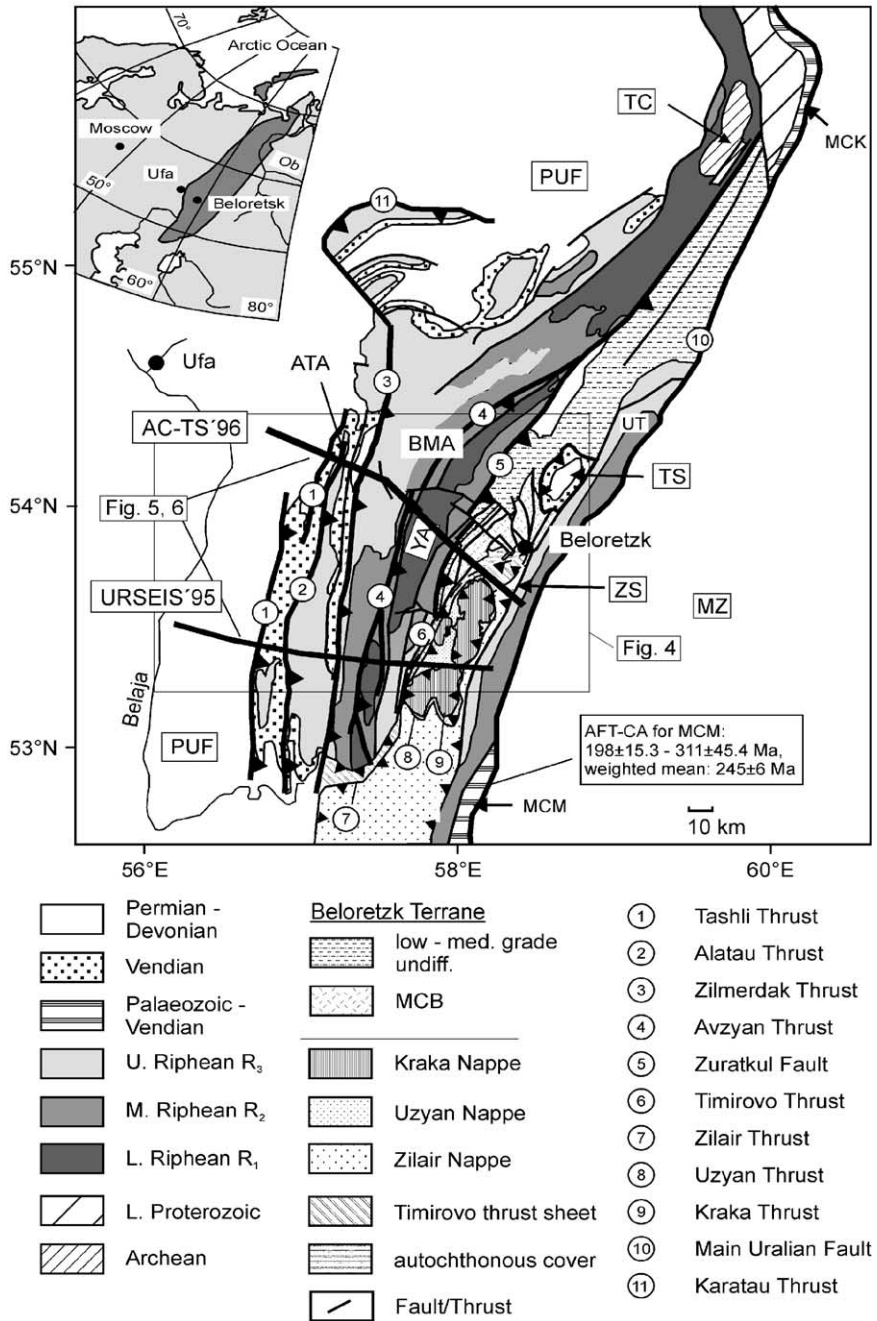 70°
Arctic Ocean
Moscow
Ob
50°
Ufa
Beloretsk
60°
80°
TC
MCK
PUF
11
55°N
10
Ufa
ATA
3
4
UT
AC-TS´96
BMA
5
TS
54°N
Fig. 5, 6
1
Beloretzk
YA
2
ZS
MZ
URSEIS´95
1
4
6
Fig. 4
Belaja
AFT-CA for MCM:
198±15.3 - 311±45.4 Ma,
weighted mean: 245±6 Ma
53°N
PUF
8
9
7
MCM
10 km
56°E
58°E
60°E
Permian - Devonian
Vendian
Palaeozoic - Vendian
U. Riphean R₃
M. Riphean R₂
L. Riphean R₁
L. Proterozoic
Archean
Beloretzk Terrane
low - med. grade undiff.
MCB
Kraka Nappe
Uzyan Nappe
Zilair Nappe
Timirovo thrust sheet
autochthonous cover
Fault/Thrust
1 Tashli Thrust
2 Alatau Thrust
3 Zilmerdak Thrust
4 Avzyan Thrust
5 Zuratkul Fault
6 Timirovo Thrust
7 Zilair Thrust
8 Uzyan Thrust
9 Kraka Thrust
10 Main Uralian Fault
11 Karatau Thrust